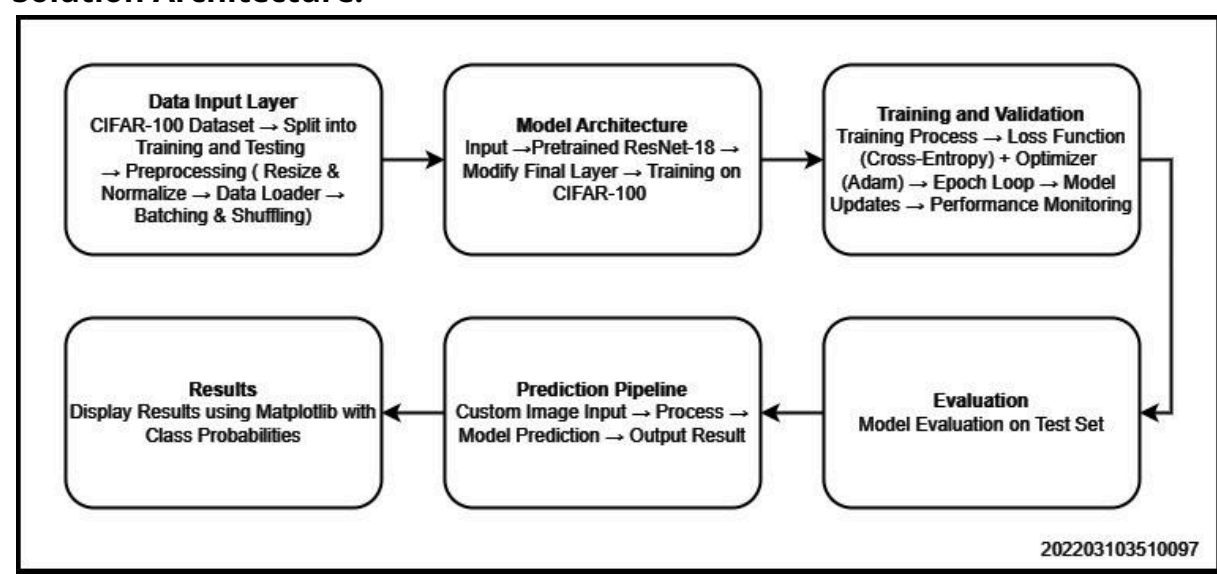 Solution Architecture:
Data Input Layer
CIFAR-100 Dataset → Split into
Training and Testing
→ Preprocessing ( Resize &
Normalize → Data Loader →
Batching & Shuffling)
Model Architecture
Input →Pretrained ResNet-18 →
Modify Final Layer → Training on
CIFAR-100
Training and Validation
Training Process → Loss Function
(Cross-Entropy) + Optimizer
(Adam) → Epoch Loop → Model
Updates → Performance Monitoring
Results
Display Results using Matplotlib with
Class Probabilities
Prediction Pipeline
Custom Image Input → Process →
Model Prediction → Output Result
Evaluation
Model Evaluation on Test Set
202203103510097